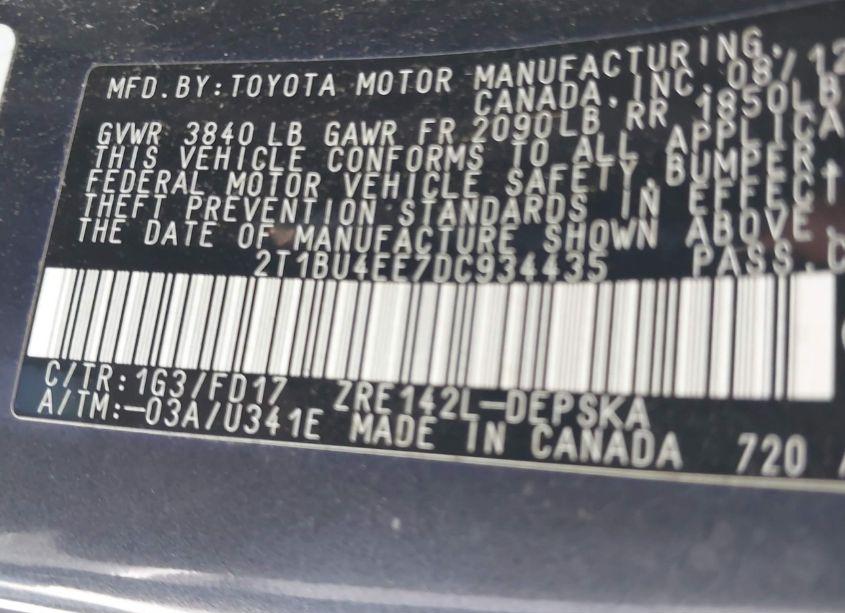 MFD.BY:TOYOTA MOTOR MANUFACTURING.
CANADA, INC. 08/12
GVWR 3840 LB GAWR FR 2090LB RR 1850LB
THIS VEHICLE CONFORMS TO ALL APPLICA
FEDERAL MOTOR VEHICLE SAFETY, BUMPER,
THEFT PREVENTION STANDARDS IN EFFECT
THE DATE OF MANUFACTURE SHOWN ABOVE.
2T1BU4EE7DC934435 PASS.C
C/TR:1G3/FD17 ZRE142L-DEPSKA
A/TM:-03A/U341E MADE IN CANADA 720